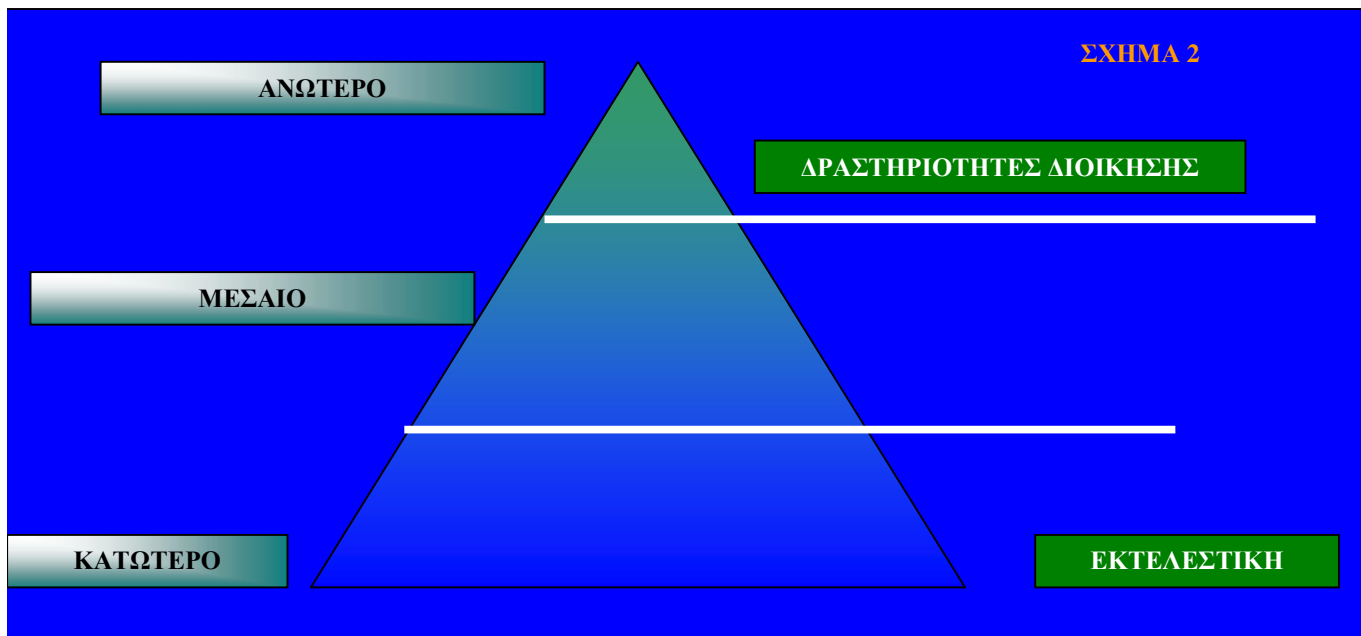 ΣΧΗΜΑ 2
ΑΝΩΤΕΡΟ
ΔΡΑΣΤΗΡΙΟΤΗΤΕΣ ΔΙΟΙΚΗΣΗΣ
ΜΕΣΑΙΟ
ΚΑΤΩΤΕΡΟ
ΕΚΤΕΛΕΣΤΙΚΗ